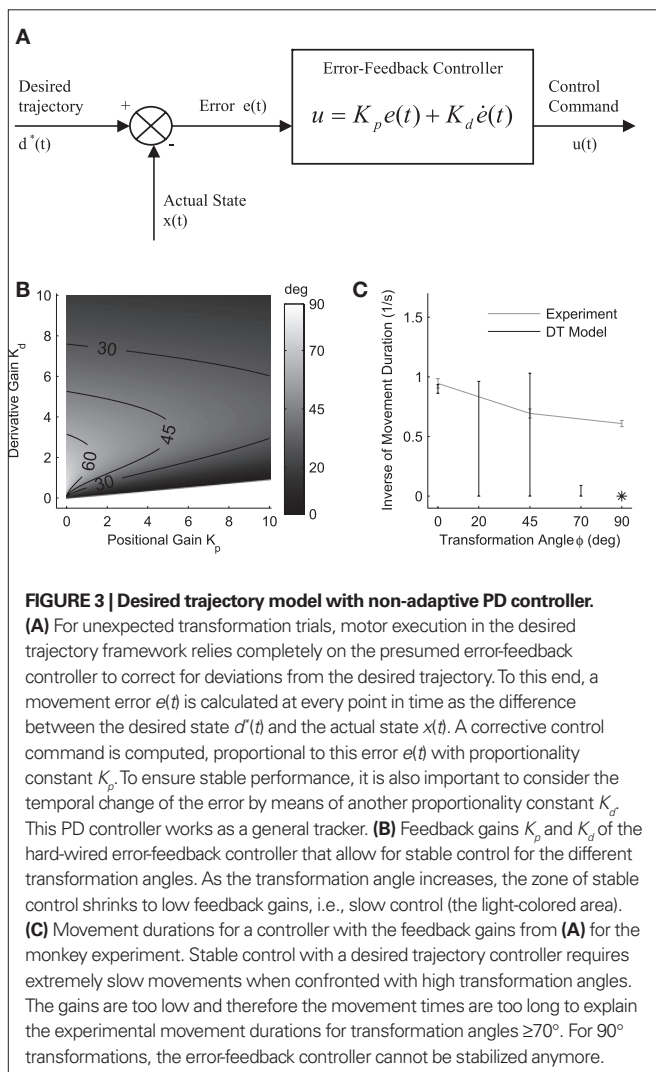 A
Desired
trajectory
d*(t)
+
-
Error e(t)
Actual State
x(t)
Error-Feedback Controller
u = K_p e(t) + K_d ė(t)
Control
Command
u(t)
B
Derivative Gain K_d
10
8
6
4
2
0
0 2 4 6 8 10
Positional Gain K_p
30
45
60
30
deg
90
70
45
20
0
C
Inverse of Movement Duration (1/s)
1.5
1
0.5
0
Experiment
DT Model
*
0 20 45 70 90
Transformation Angle ϕ (deg)
FIGURE 3 | Desired trajectory model with non-adaptive PD controller.
(A) For unexpected transformation trials, motor execution in the desired
trajectory framework relies completely on the presumed error-feedback
controller to correct for deviations from the desired trajectory. To this end, a
movement error e(t) is calculated at every point in time as the difference
between the desired state d*(t) and the actual state x(t). A corrective control
command is computed, proportional to this error e(t) with proportionality
constant K_p. To ensure stable performance, it is also important to consider the
temporal change of the error by means of another proportionality constant K_d.
This PD controller works as a general tracker. (B) Feedback gains K_p and K_d of the
hard-wired error-feedback controller that allow for stable control for the different
transformation angles. As the transformation angle increases, the zone of stable
control shrinks to low feedback gains, i.e., slow control (the light-colored area).
(C) Movement durations for a controller with the feedback gains from (A) for the
monkey experiment. Stable control with a desired trajectory controller requires
extremely slow movements when confronted with high transformation angles.
The gains are too low and therefore the movement times are too long to explain
the experimental movement durations for transformation angles ≥70°. For 90°
transformations, the error-feedback controller cannot be stabilized anymore.